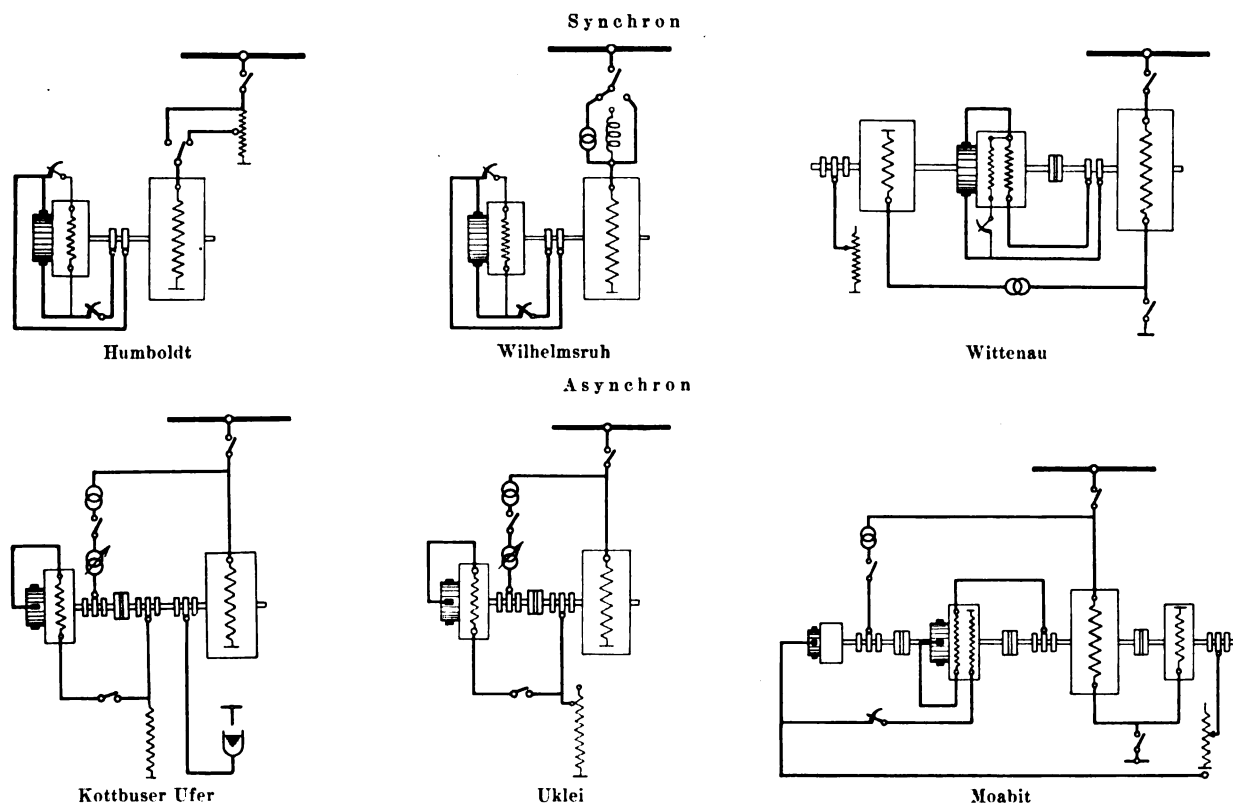 Synchron
Humboldt
Wilhelmsruh
Wittenau
Asynchron
Kottbuser Ufer
Uklei
Moabit